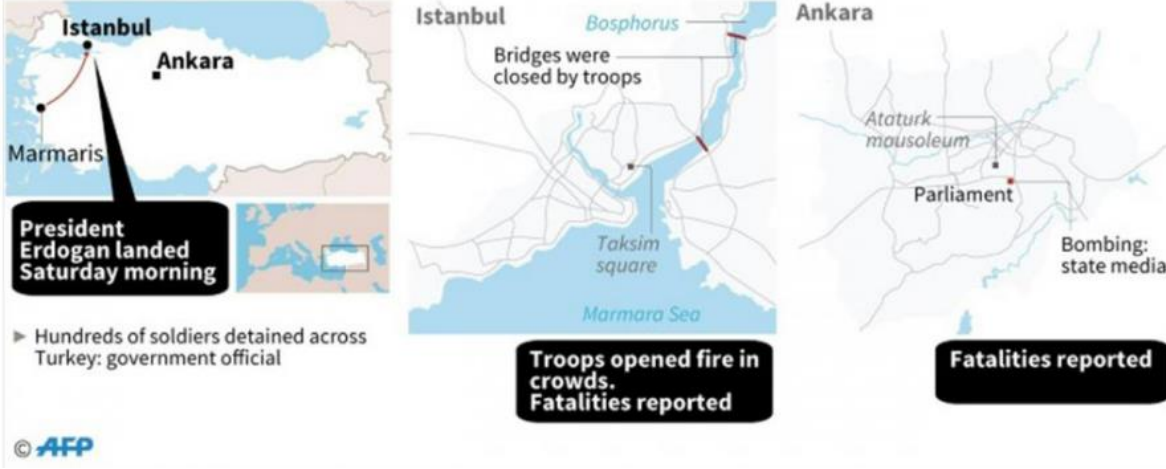 Istanbul
Ankara
Marmaris
President
Erdogan landed
Saturday morning
▶ Hundreds of soldiers detained across
Turkey: government official
© AFP
Istanbul
Bosphorus
Bridges were
closed by troops
Taksim
square
Marmara Sea
Troops opened fire in
crowds.
Fatalities reported
Ankara
Ataturk
mausoleum
Parliament
Bombing:
state media
Fatalities reported